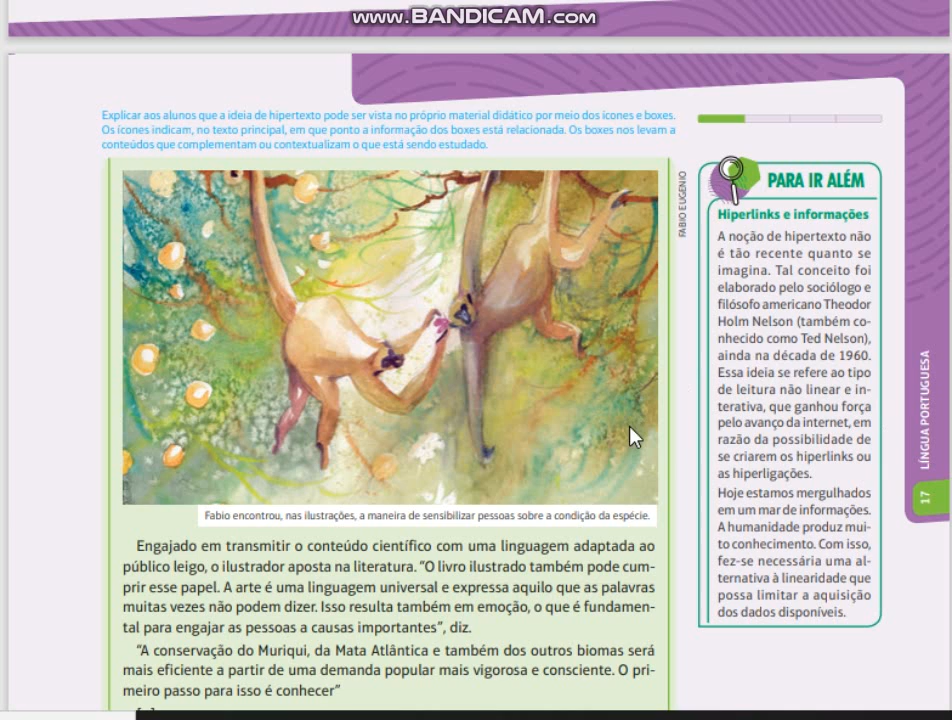 www.BANDICAM.com
Explicar aos alunos que a ideia de hipertexto pode ser vista no próprio material didático por meio dos ícones e boxes.
Os ícones indicam, no texto principal, em que ponto a informação dos boxes está relacionada. Os boxes nos levam a
conteúdos que complementam ou contextualizam o que está sendo estudado.
FABIO EUGENIO
Fabio encontrou, nas ilustrações, a maneira de sensibilizar pessoas sobre a condição da espécie.
Engajado em transmitir o conteúdo científico com uma linguagem adaptada ao
público leigo, o ilustrador aposta na literatura. “O livro ilustrado também pode cum-
prir esse papel. A arte é uma linguagem universal e expressa aquilo que as palavras
muitas vezes não podem dizer. Isso resulta também em emoção, o que é fundamen-
tal para engajar as pessoas a causas importantes”, diz.
“A conservação do Muriqui, da Mata Atlântica e também dos outros biomas será
mais eficiente a partir de uma demanda popular mais vigorosa e consciente. O pri-
meiro passo para isso é conhecer”
PARA IR ALÉM
Hiperlinks e informações
A noção de hipertexto não
é tão recente quanto se
imagina. Tal conceito foi
elaborado pelo sociólogo e
filósofo americano Theodor
Holm Nelson (também co-
nhecido como Ted Nelson),
ainda na década de 1960.
Essa ideia se refere ao tipo
de leitura não linear e in-
terativa, que ganhou força
pelo avanço da internet, em
razão da possibilidade de
se criarem os hiperlinks ou
as hiperligações.
Hoje estamos mergulhados
em um mar de informações.
A humanidade produz mui-
to conhecimento. Com isso,
fez-se necessária uma al-
ternativa à linearidade que
possa limitar a aquisição
dos dados disponíveis.
LÍNGUA PORTUGUESA
17